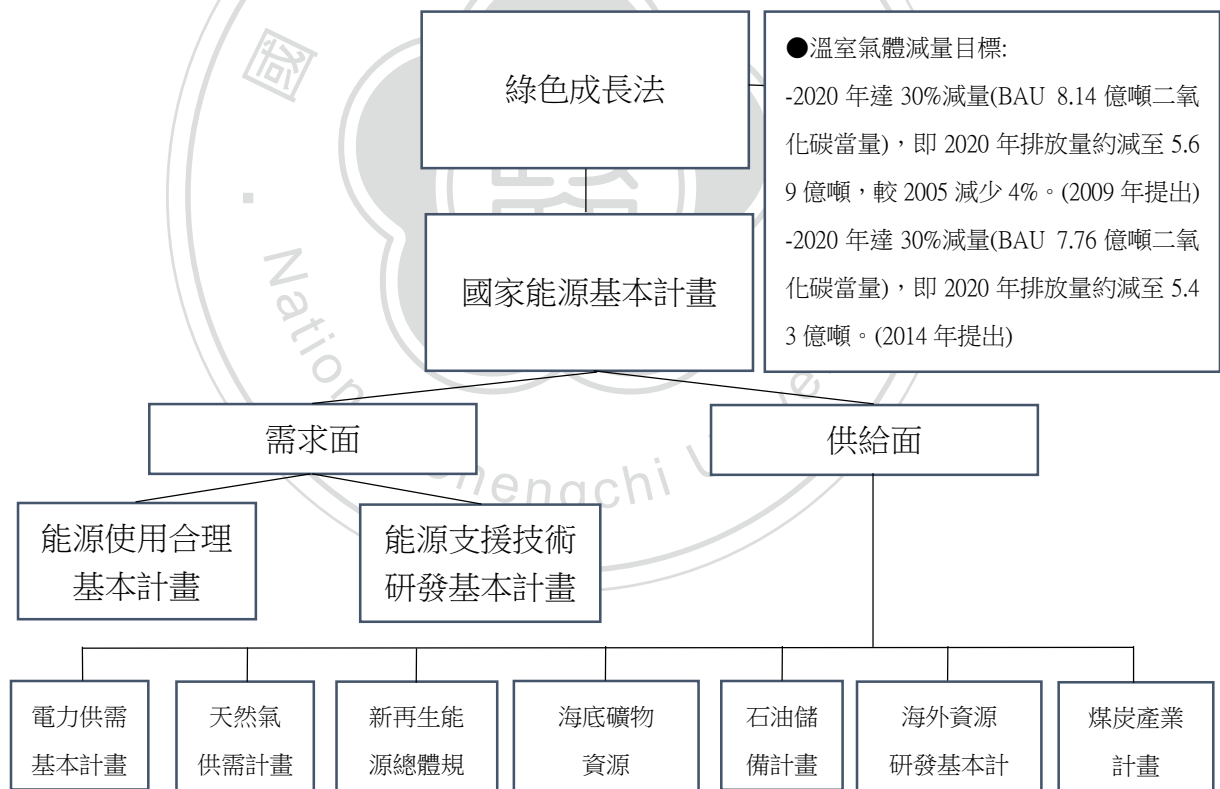 綠色成長法
●溫室氣體減量目標:
-2020 年達 30%減量(BAU 8.14 億噸二氧
化碳當量)，即 2020 年排放量約減至 5.6
9 億噸，較 2005 減少 4%。(2009 年提出)
-2020 年達 30%減量(BAU 7.76 億噸二氧
化碳當量)，即 2020 年排放量約減至 5.4
3 億噸。(2014 年提出)
國家能源基本計畫
需求面
供給面
能源使用合理
基本計畫
能源支援技術
研發基本計畫
電力供需
基本計畫
天然氣
供需計畫
新再生能
源總體規
海底礦物
資源
石油儲
備計畫
海外資源
研發基本計
煤炭產業
計畫
國